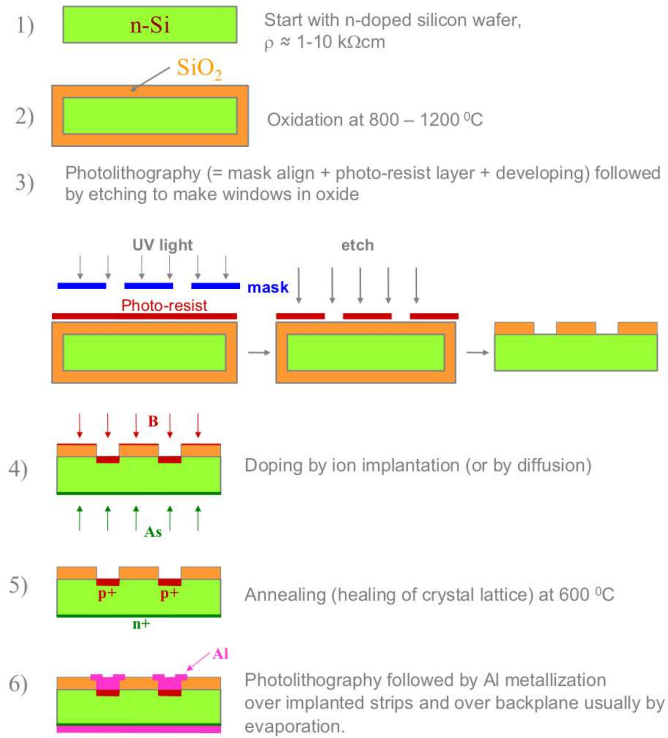 1)
n-Si
Start with n-doped silicon wafer,
ρ ≈ 1-10 kΩcm
SiO₂
2)
Oxidation at 800 – 1200 ⁰C
3)
Photolithography (= mask align + photo-resist layer + developing) followed
by etching to make windows in oxide
UV light
etch
mask
Photo-resist
B
4)
Doping by ion implantation (or by diffusion)
As
5)
p+ p+
Annealing (healing of crystal lattice) at 600 ⁰C
n+
Al
6)
Photolithography followed by Al metallization
over implanted strips and over backplane usually by
evaporation.